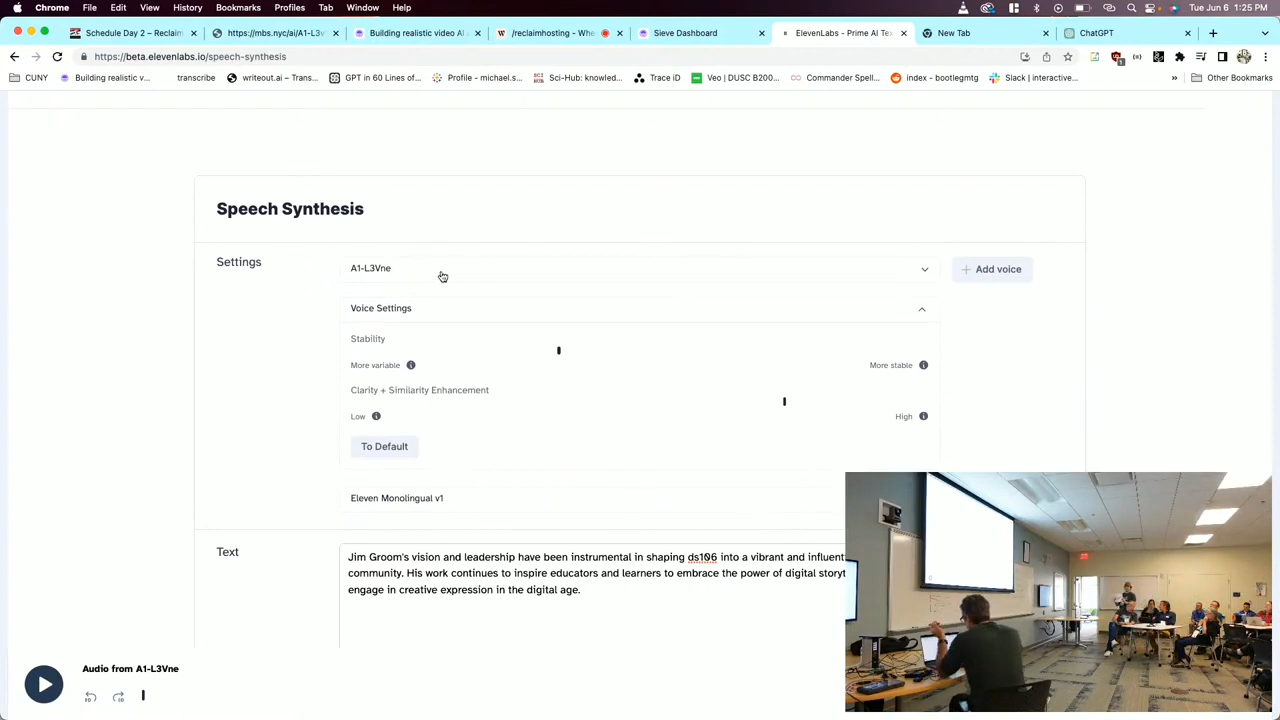 Chrome File Edit View History Bookmarks Profiles Tab Window Help Tue Jun 6 1:25 PM
Schedule Day 2 – Reclaim https://mbs.nyc/ai/A1-L3v Building realistic video AI /reclaimhosting - Whe Sieve Dashboard ElevenLabs - Prime AI Tex New Tab ChatGPT
https://beta.elevenlabs.io/speech-synthesis
CUNY Building realistic v... transcribe writeout.ai – Trans... GPT in 60 Lines of... Profile - michael.s... Sci-Hub: knowled... Trace iD Veo | DUSC B200... Commander Spell... index - bootlegmtg Slack | interactive... » Other Bookmarks
Speech Synthesis
Settings
A1-L3Vne
+ Add voice
Voice Settings
Stability
More variable More stable
Clarity + Similarity Enhancement
Low High
To Default
Eleven Monolingual v1
Text
Jim Groom's vision and leadership have been instrumental in shaping ds106 into a vibrant and influent
community. His work continues to inspire educators and learners to embrace the power of digital storyt
engage in creative expression in the digital age.
Audio from A1-L3Vne
10 10